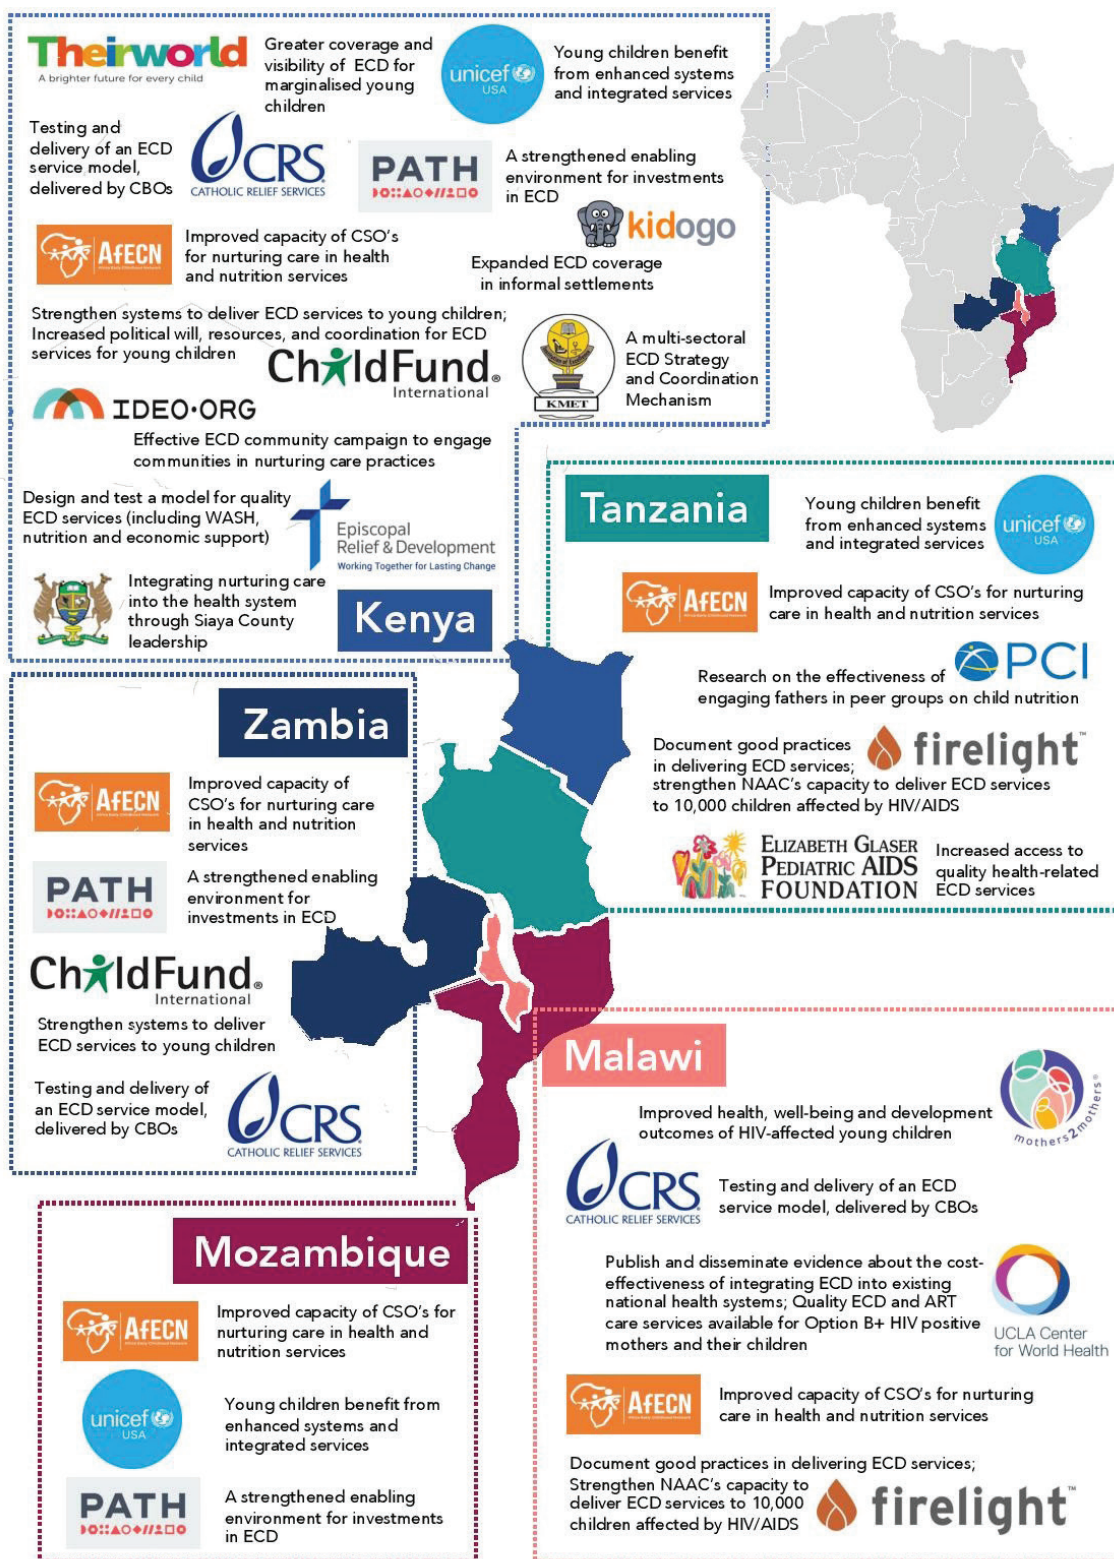 Theirworld
A brighter future for every child
Greater coverage and
visibility of ECD for
marginalised young
children
unicef
USA
Young children benefit
from enhanced systems
and integrated services
Testing and
delivery of an ECD
service model,
delivered by CBOs
CRS
CATHOLIC RELIEF SERVICES
PATH
A strengthened enabling
environment for investments
in ECD
AfECN
Improved capacity of CSO's
for nurturing care in health
and nutrition services
kidogo
Expanded ECD coverage
in informal settlements
Strengthen systems to deliver ECD services to young children;
Increased political will, resources, and coordination for ECD
services for young children
ChildFund®
International
KMET
A multi-sectoral
ECD Strategy
and Coordination
Mechanism
IDEO·ORG
Effective ECD community campaign to engage
communities in nurturing care practices
Design and test a model for quality
ECD services (including WASH,
nutrition and economic support)
Episcopal
Relief & Development
Working Together for Lasting Change
Integrating nurturing care
into the health system
through Siaya County
leadership
Kenya
Tanzania
Young children benefit
from enhanced systems
and integrated services
unicef
USA
AfECN
Improved capacity of CSO's for nurturing
care in health and nutrition services
PCI
Research on the effectiveness of
engaging fathers in peer groups on child nutrition
Document good practices
in delivering ECD services;
strengthen NAAC's capacity to deliver ECD services
to 10,000 children affected by HIV/AIDS
firelight™
ELIZABETH GLASER
PEDIATRIC AIDS
FOUNDATION
Increased access to
quality health-related
ECD services
Zambia
AfECN
Improved capacity of
CSO's for nurturing care
in health and nutrition
services
PATH
A strengthened enabling
environment for
investments in ECD
ChildFund®
International
Strengthen systems to deliver
ECD services to young children
Testing and delivery of
an ECD service model,
delivered by CBOs
CRS
CATHOLIC RELIEF SERVICES
Malawi
Improved health, well-being and development
outcomes of HIV-affected young children
mothers2mothers®
CRS
CATHOLIC RELIEF SERVICES
Testing and delivery of an ECD
service model, delivered by CBOs
Publish and disseminate evidence about the cost-
effectiveness of integrating ECD into existing
national health systems; Quality ECD and ART
care services available for Option B+ HIV positive
mothers and their children
UCLA Center
for World Health
AfECN
Improved capacity of CSO's for nurturing
care in health and nutrition services
Document good practices in delivering ECD services;
Strengthen NAAC's capacity to
deliver ECD services to 10,000
children affected by HIV/AIDS
firelight™
Mozambique
AfECN
Improved capacity of CSO's for
nurturing care in health and
nutrition services
unicef
USA
Young children benefit from
enhanced systems and
integrated services
PATH
A strengthened enabling
environment for investments
in ECD